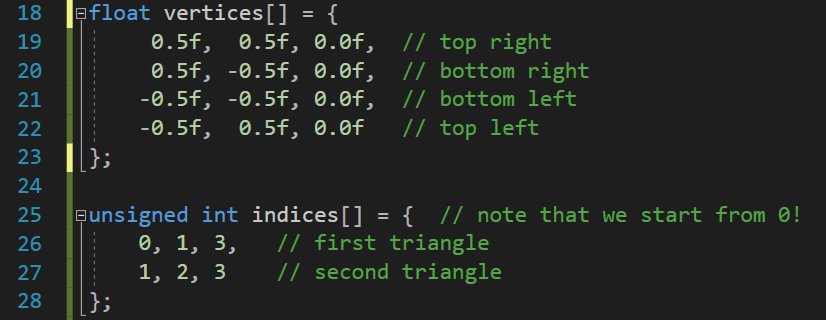 18 float vertices[] = {
19 0.5f, 0.5f, 0.0f, // top right
20 0.5f, -0.5f, 0.0f, // bottom right
21 -0.5f, -0.5f, 0.0f, // bottom left
22 -0.5f, 0.5f, 0.0f // top left
23 };
24
25 unsigned int indices[] = { // note that we start from 0!
26 0, 1, 3, // first triangle
27 1, 2, 3 // second triangle
28 };